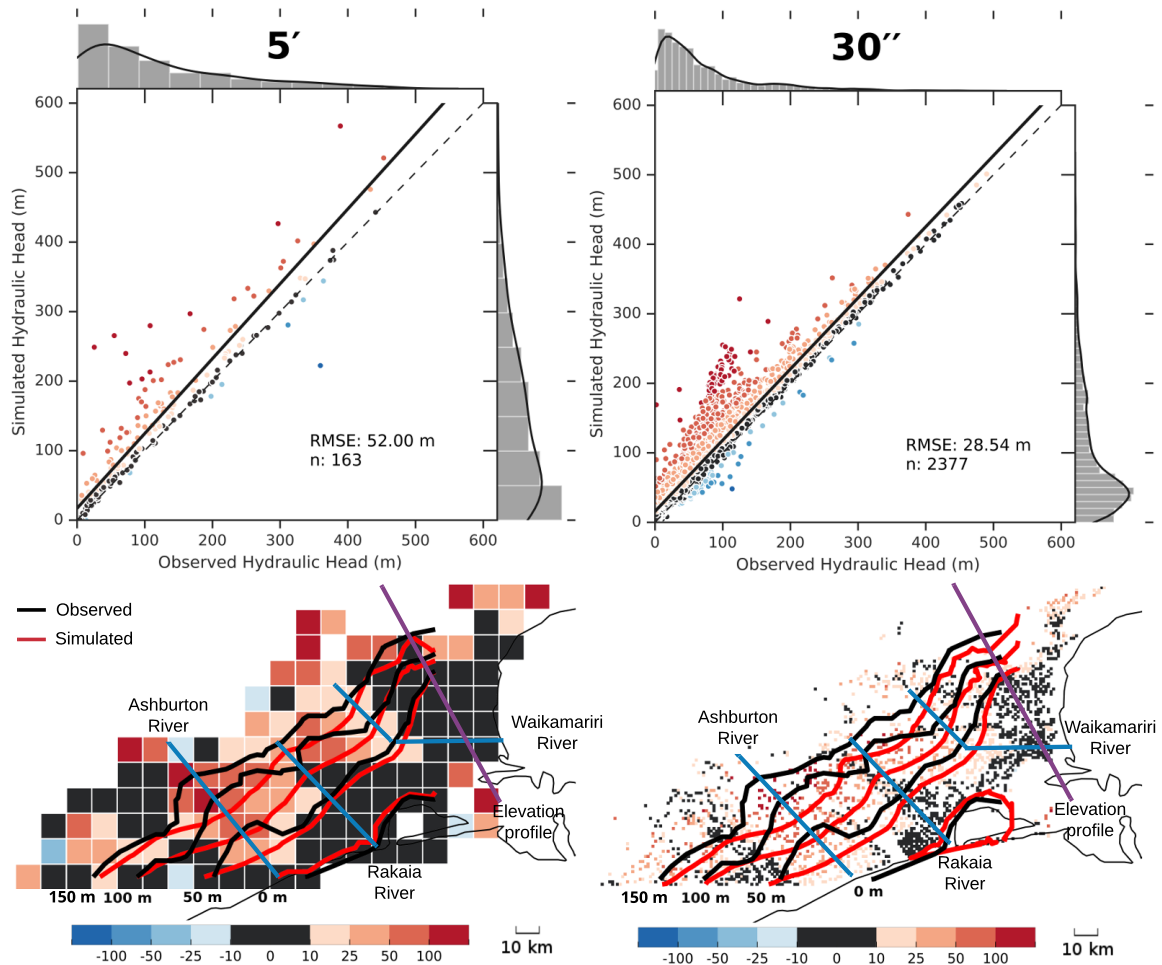 5′
30′′
600
500
400
300
200
100
0
Simulated Hydraulic Head (m)
RMSE: 52.00 m
n: 163
0 100 200 300 400 500 600
Observed Hydraulic Head (m)
600
500
400
300
200
100
0
Simulated Hydraulic Head (m)
RMSE: 28.54 m
n: 2377
0 100 200 300 400 500 600
Observed Hydraulic Head (m)
Observed
Simulated
Ashburton
River
Waikamariri
River
Elevation
profile
Rakaia
River
150 m 100 m 50 m 0 m
-100 -50 -25 -10 0 10 25 50 100
10 km
Ashburton
River
Waikamariri
River
Elevation
profile
Rakaia
River
150 m 100 m 50 m 0 m
-100 -50 -25 -10 0 10 25 50 100
10 km